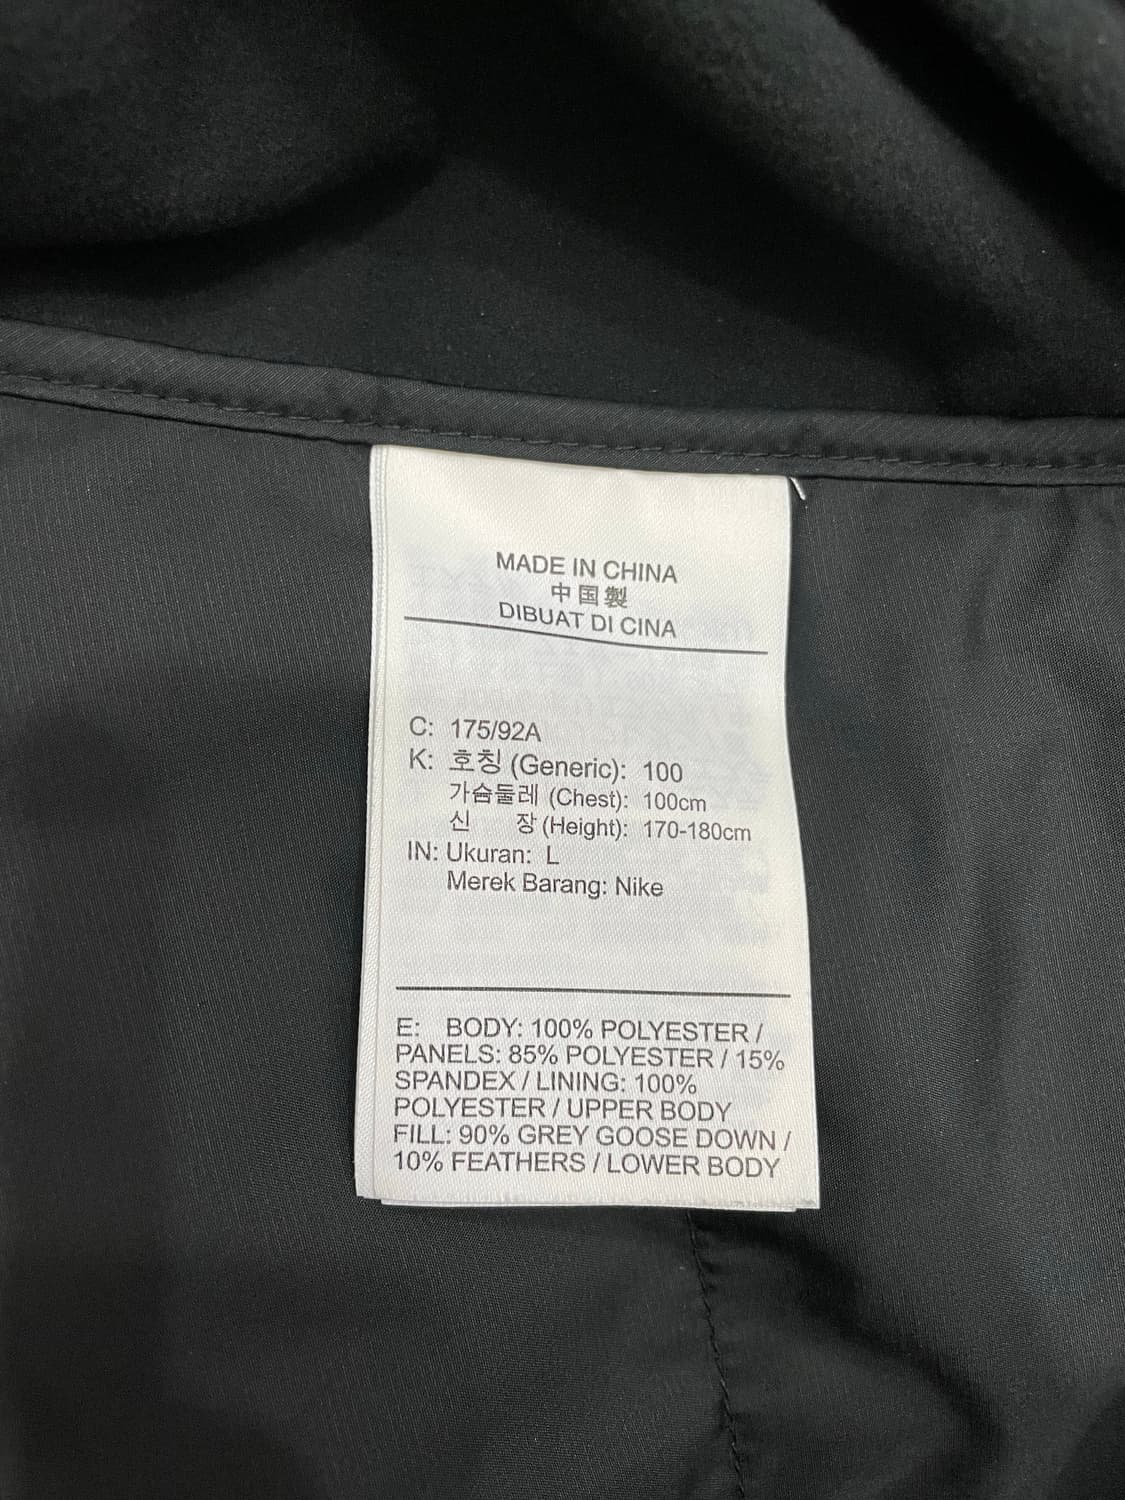 MADE IN CHINA
中国製
DIBUAT DI CINA
C: 175/92A
K: 호칭 (Generic): 100
가슴둘레 (Chest): 100cm
신 장 (Height): 170-180cm
IN: Ukuran: L
Merek Barang: Nike
E: BODY: 100% POLYESTER /
PANELS: 85% POLYESTER / 15%
SPANDEX / LINING: 100%
POLYESTER / UPPER BODY
FILL: 90% GREY GOOSE DOWN /
10% FEATHERS / LOWER BODY